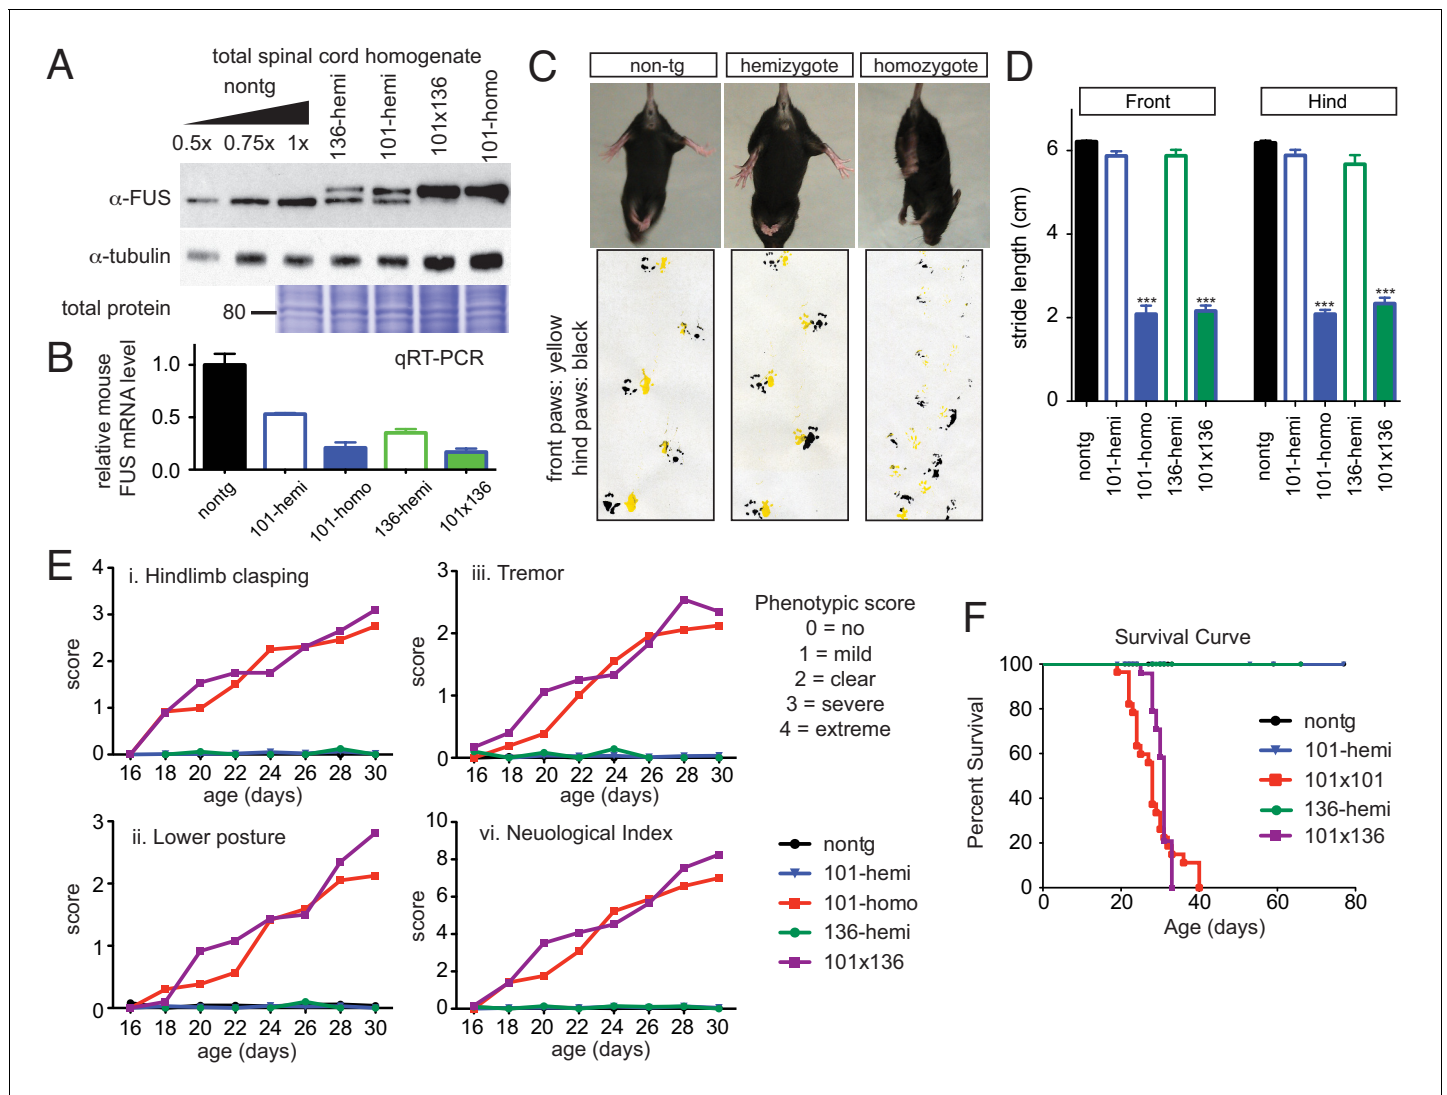 A
total spinal cord homogenate
nontg
136-hemi
101-hemi
101x136
101-homo
0.5x 0.75x 1x
α-FUS
α-tubulin
total protein
80
B
qRT-PCR
relative mouse
FUS mRNA level
1.0
0.5
0.0
nontg
101-hemi
101-homo
136-hemi
101x136
C
non-tg
hemizygote
homozygote
front paws: yellow
hind paws: black
D
Front
Hind
stride length (cm)
6
4
2
0
***
***
***
***
nontg
101-hemi
101-homo
136-hemi
101x136
nontg
101-hemi
101-homo
136-hemi
101x136
E
i. Hindlimb clasping
score
4
3
2
1
0
16 18 20 22 24 26 28 30
age (days)
iii. Tremor
score
3
2
1
0
16 18 20 22 24 26 28 30
age (days)
Phenotypic score
0 = no
1 = mild
2 = clear
3 = severe
4 = extreme
ii. Lower posture
score
3
2
1
0
16 18 20 22 24 26 28 30
age (days)
vi. Neuological Index
score
10
8
6
4
2
0
16 18 20 22 24 26 28 30
age (days)
nontg
101-hemi
101-homo
136-hemi
101x136
F
Survival Curve
Percent Survival
100
80
60
40
20
0
0 20 40 60 80
Age (days)
nontg
101-hemi
101x101
136-hemi
101x136